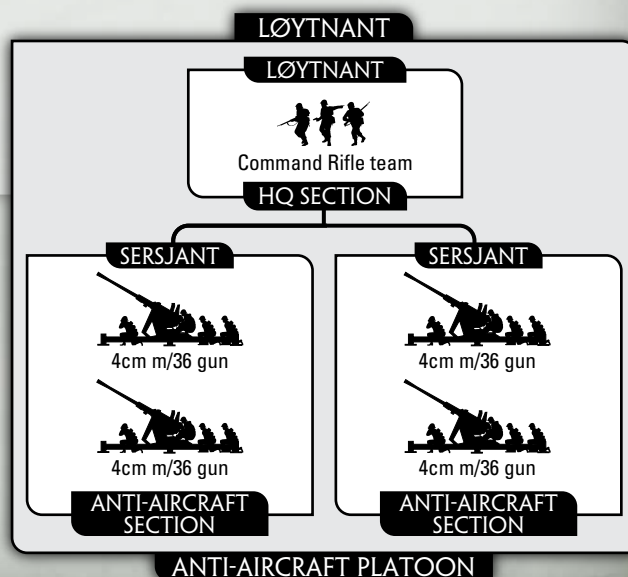 LØYTNANT
LØYTNANT
Command Rifle team
HQ SECTION
SERSJANT
4cm m/36 gun
4cm m/36 gun
ANTI-AIRCRAFT
SECTION
SERSJANT
4cm m/36 gun
4cm m/36 gun
ANTI-AIRCRAFT
SECTION
ANTI-AIRCRAFT PLATOON